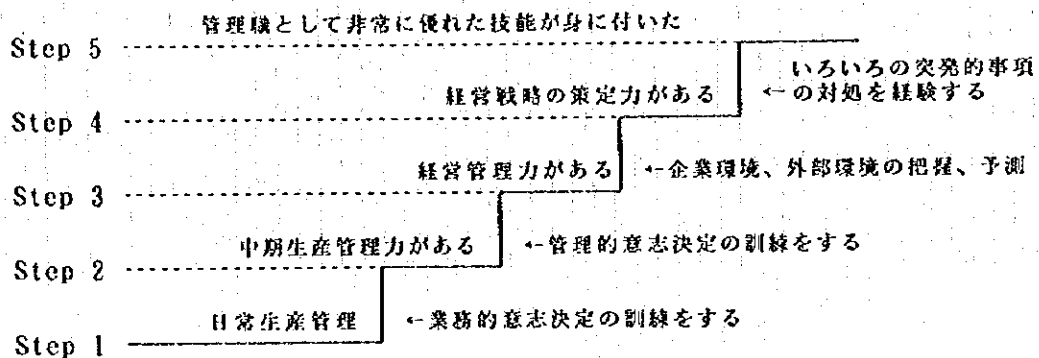 管理職として非常に優れた技能が身に付いた
Step 5
いろいろの突発的事項
経営戦略の策定力がある ←の対処を経験する
Step 4
経営管理力がある ←企業環境、外部環境の把握、予測
Step 3
中期生産管理力がある ←管理的意志決定の訓練をする
Step 2
日常生産管理 ←業務的意志決定の訓練をする
Step 1